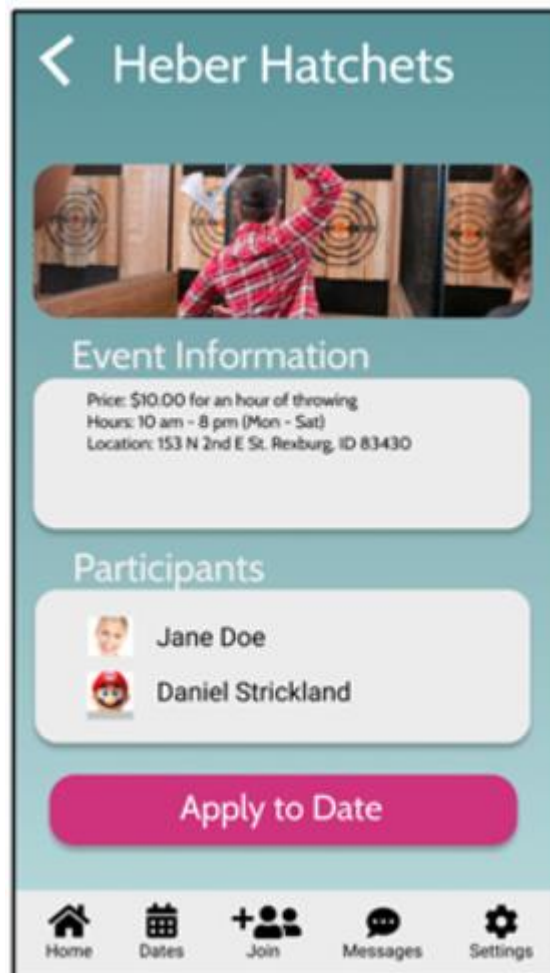 Heber Hatchets
Event Information
Price: $10.00 for an hour of throwing
Hours: 10 am - 8 pm (Mon - Sat)
Location: 153 N 2nd E St. Rexburg, ID 83430
Participants
Jane Doe
Daniel Strickland
Apply to Date
Home Dates Join Messages Settings